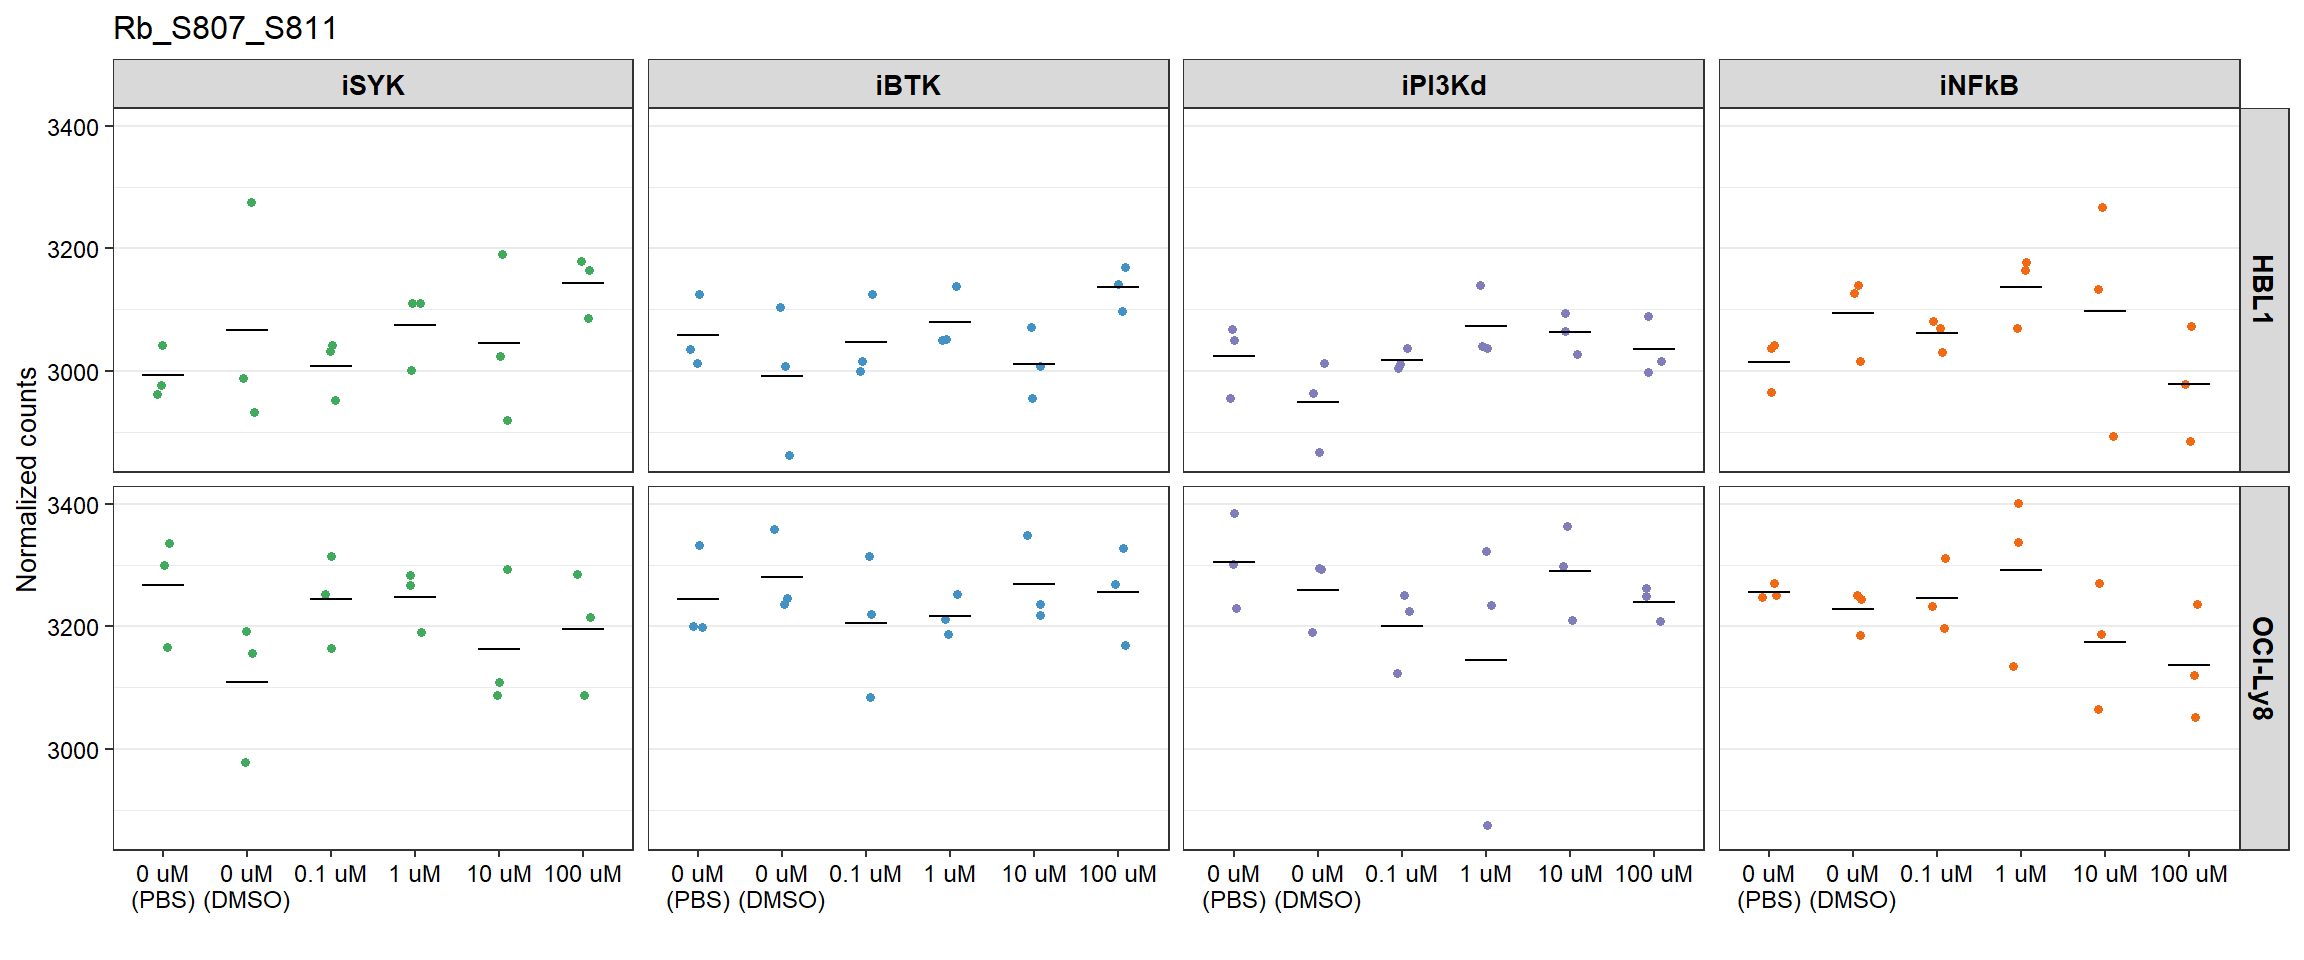 Rb_S807_S811
iSYK
iBTK
iPI3Kd
iNFkB
3400
3200
3000
HBL1
3400
3200
3000
OCI-Ly8
Normalized counts
0 uM 0 uM 0.1 uM 1 uM 10 uM 100 uM
(PBS) (DMSO)
0 uM 0 uM 0.1 uM 1 uM 10 uM 100 uM
(PBS) (DMSO)
0 uM 0 uM 0.1 uM 1 uM 10 uM 100 uM
(PBS) (DMSO)
0 uM 0 uM 0.1 uM 1 uM 10 uM 100 uM
(PBS) (DMSO)